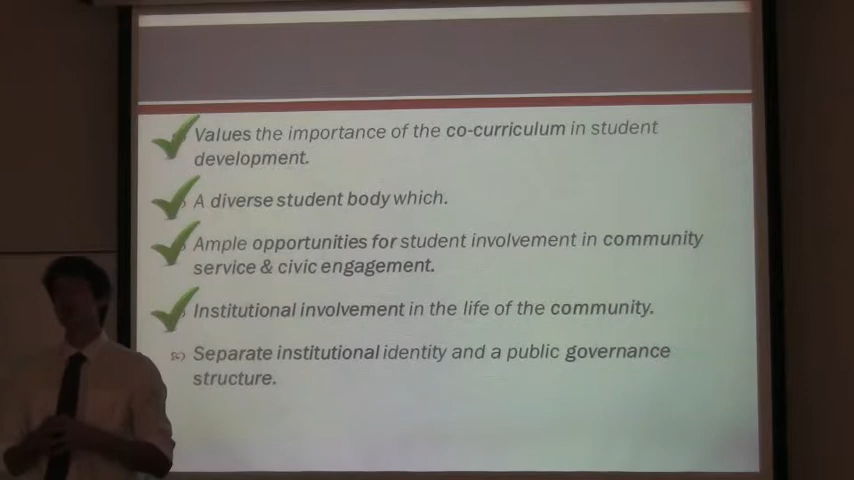 Values the importance of the co-curriculum in student
development.
A diverse student body which.
Ample opportunities for student involvement in community
service & civic engagement.
Institutional involvement in the life of the community.
Separate institutional identity and a public governance
structure.